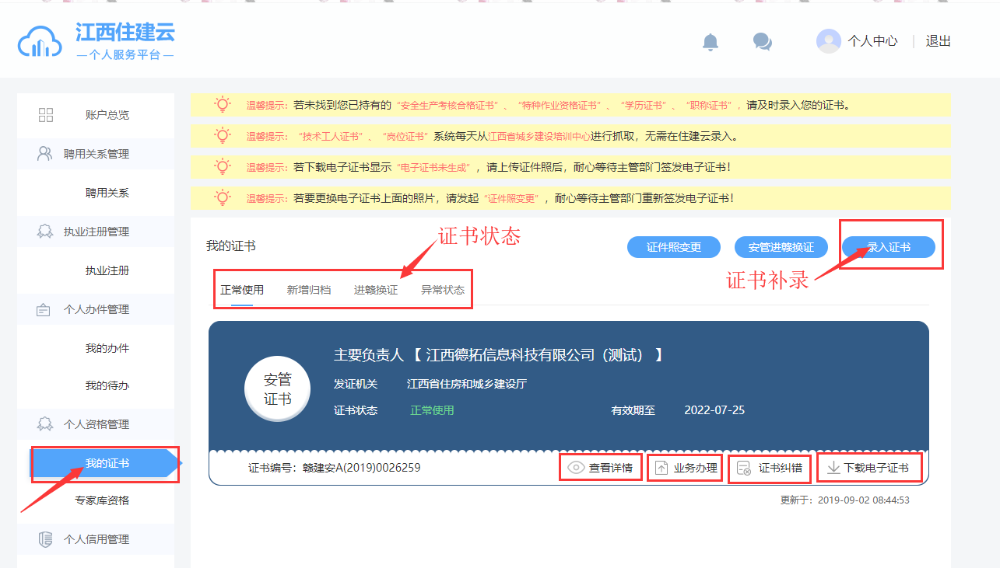 江西住建云
—个人服务平台—
个人中心
退出
账户总览
聘用关系管理
聘用关系
执业注册管理
执业注册
个人办件管理
我的办件
我的待办
个人资格管理
我的证书
专家库资格
个人信用管理
温馨提示：若未找到您已持有的“安全生产考核合格证书”、“特种作业资格证书”、“学历证书”、“职称证书”，请及时录入您的证书。
温馨提示：“技术工人证书”、“岗位证书”系统每天从江西省城乡建设培训中心进行抓取，无需在住建云录入。
温馨提示：若下载电子证书显示“电子证书未生成”，请上传证件照后，耐心等待主管部门签发电子证书！
温馨提示：若要更换电子证书上面的照片，请发起“证件照变更”，耐心等待主管部门重新签发电子证书！
我的证书
证书状态
证件照变更
安管进赣换证
录入证书
证书补录
正常使用
新增归档
进赣换证
异常状态
安管
证书
主要负责人【 江西德拓信息科技有限公司（测试） 】
发证机关 江西省住房和城乡建设厅
证书状态 正常使用 有效期至 2022-07-25
证书编号：赣建安A(2019)0026259
查看详情
业务办理
证书纠错
下载电子证书
更新于：2019-09-02 08:44:53